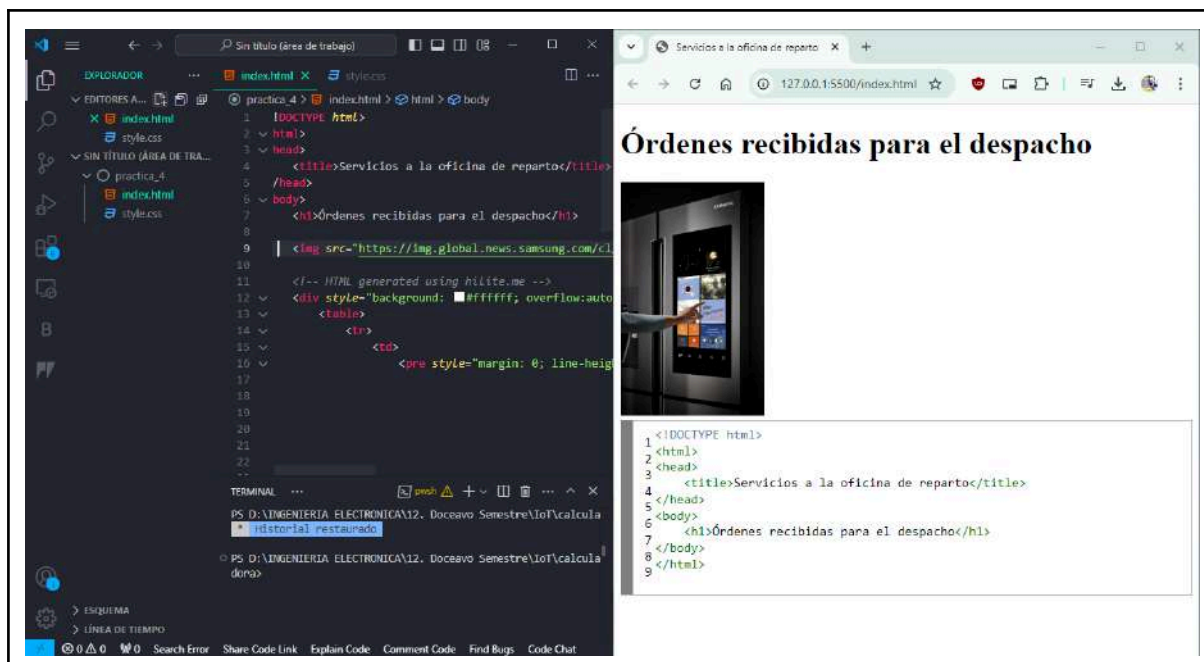 Sin título (área de trabajo)
EXPLORADOR ...
EDITORES A...
index.html
style.css
SIN TÍTULO (ÁREA DE TRA...
practica_4
index.html
style.css
ESQUEMA
LÍNEA DE TIEMPO
index.html
style.css
practica_4 > index.html > html > body
1 !DOCTYPE html>
2 html>
3 head>
4 <title>Servicios a la oficina de reparto</title>
5 /head>
6 body>
7 <h1>Órdenes recibidas para el despacho</h1>
8
9 <img src="https://img.global.news.samsung.com/cl
10
11 <!-- HTML generated using hilite.me -->
12 <div style="background: #ffffff; overflow:auto
13 <table>
14 <tr>
15 <td>
16 <pre style="margin: 0; line-heig
17
18
19
20
21
22
TERMINAL ...
pwsh
PS D:\INGENIERIA ELECTRONICA\12. Doceavo Semestre\IoT\calcula
* Historial restaurado
PS D:\INGENIERIA ELECTRONICA\12. Doceavo Semestre\IoT\calcula
dora>
0 0 0 Search Error Share Code Link Explain Code Comment Code Find Bugs Code Chat
Servicios a la oficina de reparto
127.0.0.1:5500/index.html
Órdenes recibidas para el despacho
SAMSUNG
1 <!DOCTYPE html>
2 <html>
3 <head>
4 <title>Servicios a la oficina de reparto</title>
5 </head>
6 <body>
7 <h1>Órdenes recibidas para el despacho</h1>
8 </body>
9 </html>